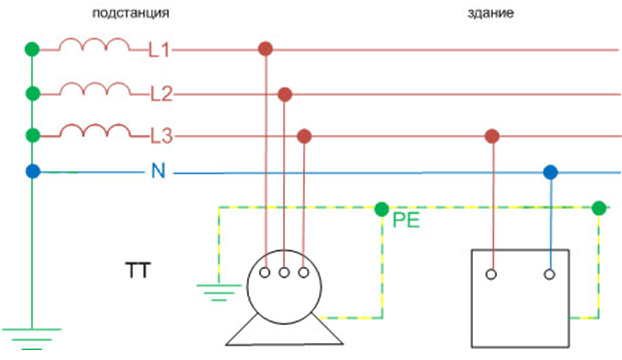 подстанция
здание
L1
L2
L3
N
PE
TT